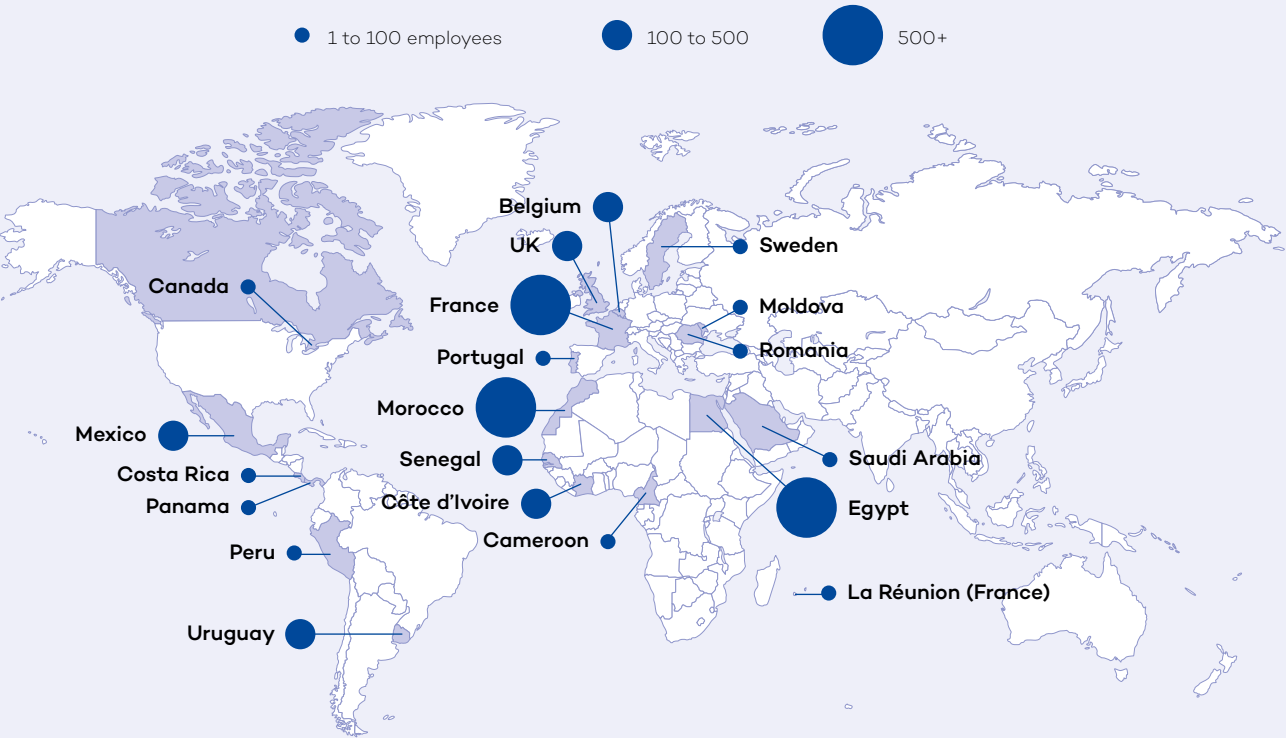 1 to 100 employees
100 to 500
500+
Belgium
UK
Sweden
Canada
France
Moldova
Romania
Portugal
Morocco
Mexico
Senegal
Saudi Arabia
Costa Rica
Panama
Côte d'Ivoire
Egypt
Cameroon
Peru
La Réunion (France)
Uruguay